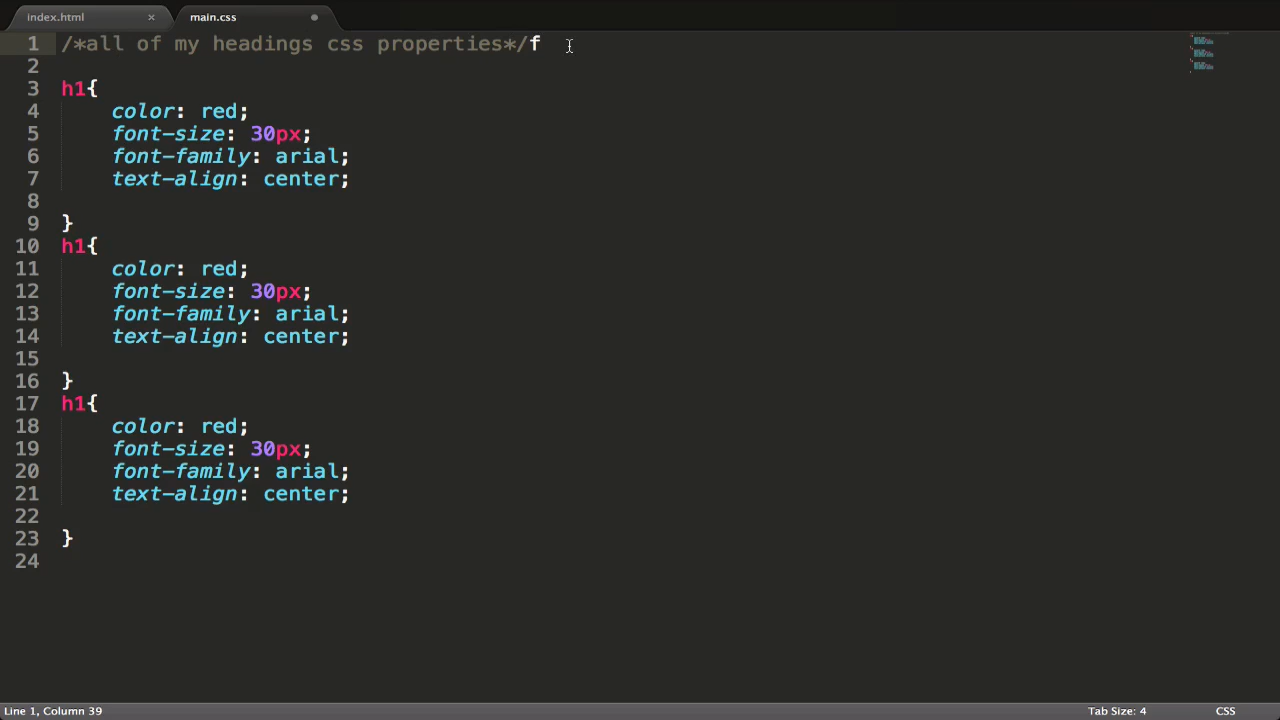 index.html × main.css
1 /*all of my headings css properties*/f
2
3 h1{
4 color: red;
5 font-size: 30px;
6 font-family: arial;
7 text-align: center;
8
9 }
10 h1{
11 color: red;
12 font-size: 30px;
13 font-family: arial;
14 text-align: center;
15
16 }
17 h1{
18 color: red;
19 font-size: 30px;
20 font-family: arial;
21 text-align: center;
22
23 }
24
Line 1, Column 39 Tab Size: 4 CSS